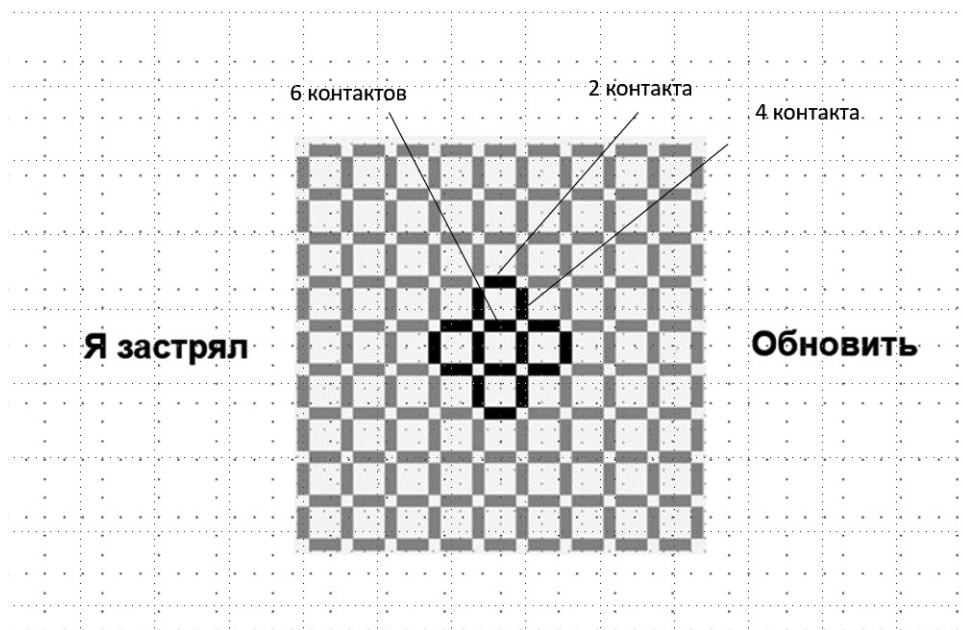 6 контактов
2 контакта
4 контакта
Я застрял
Обновить